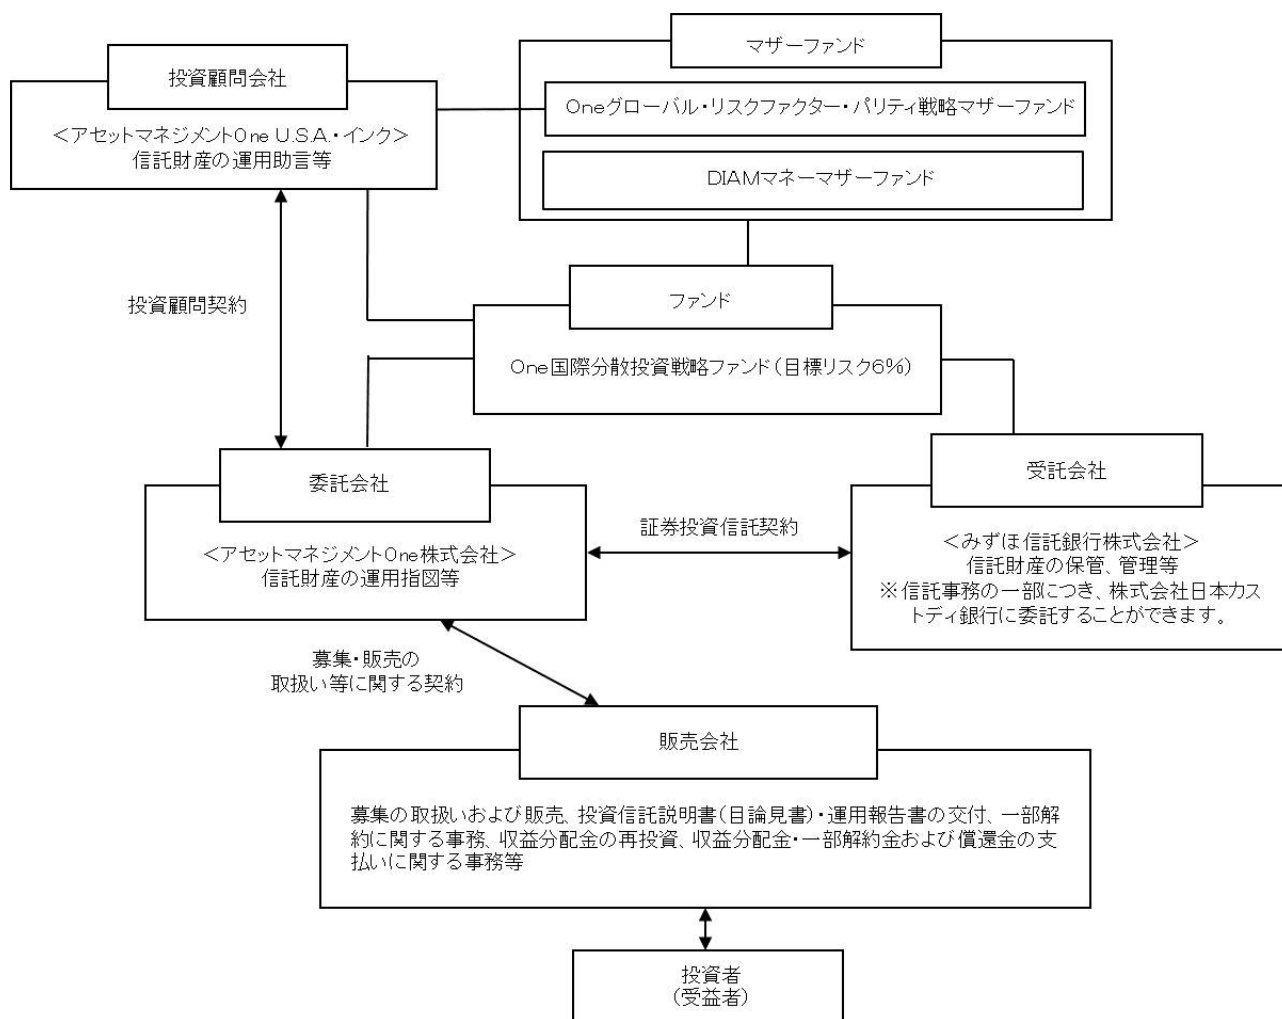 マザーファンド
投資顧問会社
Oneグローバル・リスクファクター・パリティ戦略マザーファンド
<アセットマネジメントOne U.S.A.・インク>
信託財産の運用助言等
DIAMマネーマザーファンド
投資顧問契約
ファンド
One国際分散投資戦略ファンド(目標リスク6%)
委託会社
受託会社
<アセットマネジメントOne株式会社>
信託財産の運用指図等
証券投資信託契約
<みずほ信託銀行株式会社>
信託財産の保管、管理等
※信託事務の一部につき、株式会社日本カス
トディ銀行に委託することができます。
募集・販売の
取扱い等に関する契約
販売会社
募集の取扱いおよび販売、投資信託説明書(目論見書)・運用報告書の交付、一部解
約に関する事務、収益分配金の再投資、収益分配金・一部解約金および償還金の支
払いに関する事務等
投資者
(受益者)